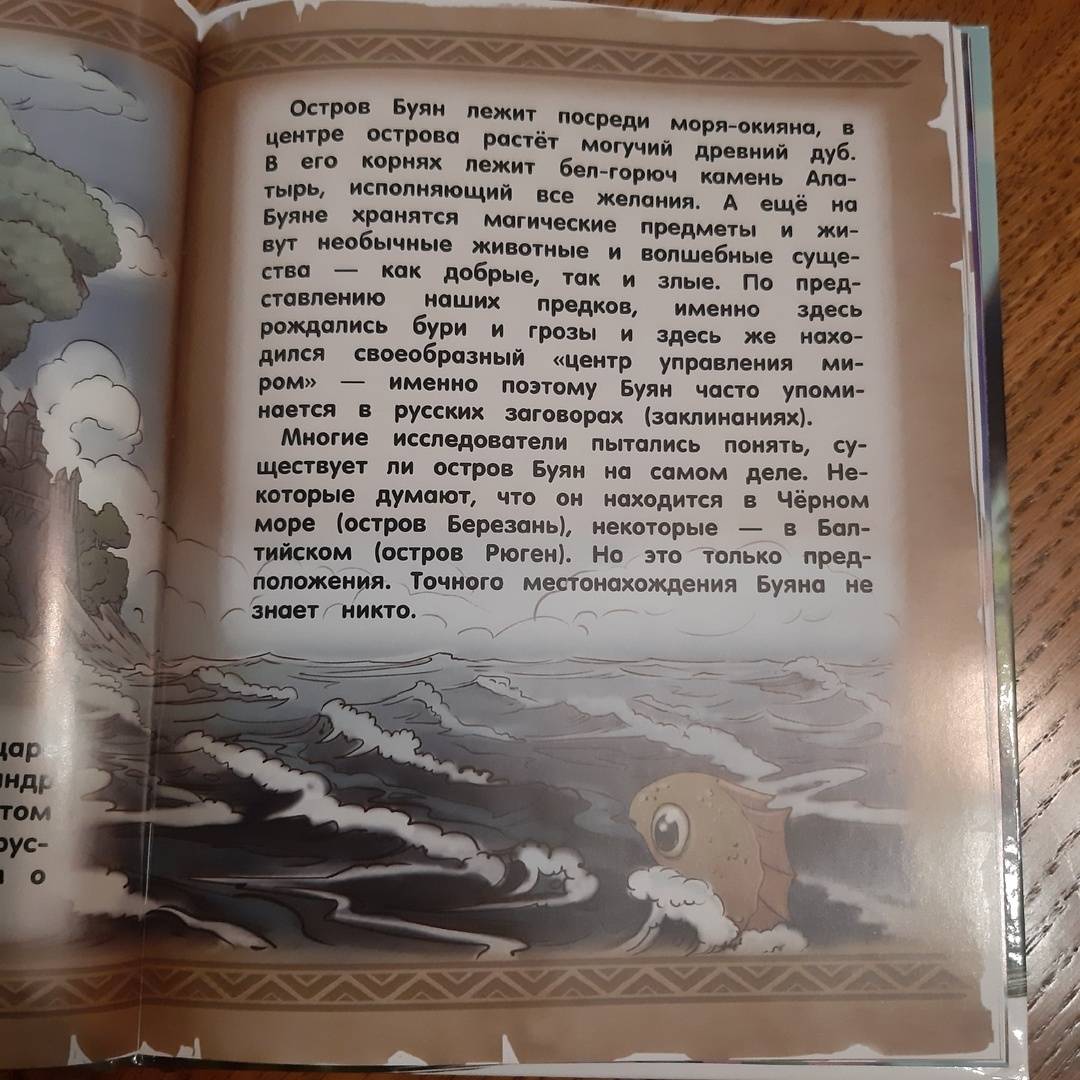 Остров Буян лежит посреди моря-окияна, в
центре острова растёт могучий древний дуб.
В его корнях лежит бел-горюч камень Ала-
тырь, исполняющий все желания. А ещё на
Буяне хранятся магические предметы и жи-
вут необычные животные и волшебные суще-
ства — как добрые, так и злые. По пред-
ставлению наших предков, именно здесь
рождались бури и грозы и здесь же нахо-
дился своеобразный «центр управления ми-
ром» — именно поэтому Буян часто упоми-
нается в русских заговорах (заклинаниях).
Многие исследователи пытались понять, су-
ществует ли остров Буян на самом деле. Не-
которые думают, что он находится в Чёрном
море (остров Березань), некоторые — в Бал-
тийском (остров Рюген). Но это только пред-
положения. Точного местонахождения Буяна не
знает никто.